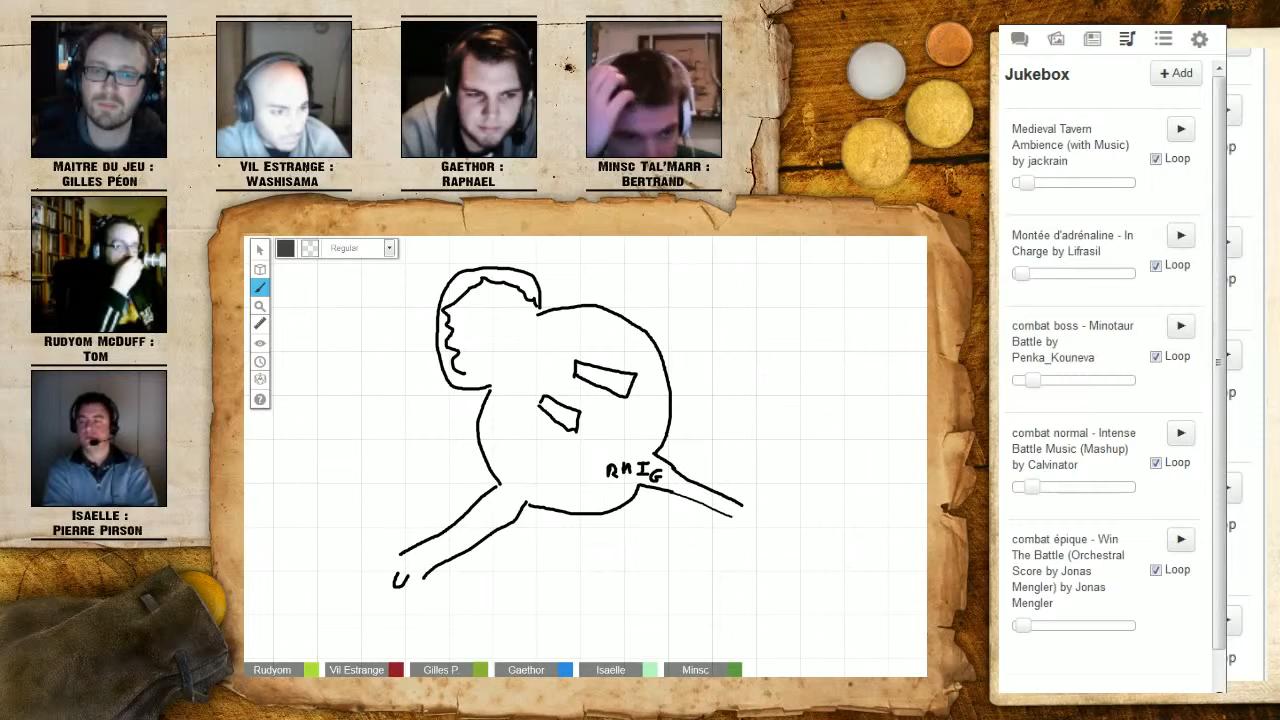 MAITRE DU JEU :
GILLES PÉON
VIL ESTRANGE :
WASHISAMA
GAETHOR :
RAPHAEL
MINSC TAL'MARR :
BERTRAND
RUDYOM MCDUFF :
TOM
ISAELLE :
PIERRE PIRSON
Regular
U
Rudyom
Vil Estrange
Gilles P.
Gaethor
Isaelle
Minsc
Jukebox
+ Add
Medieval Tavern
Ambience (with Music)
by jackrain
Loop
Montée d'adrénaline - In
Charge by Lifrasil
Loop
combat boss - Minotaur
Battle by
Penka_Kouneva
Loop
combat normal - Intense
Battle Music (Mashup)
by Calvinator
Loop
combat épique - Win
The Battle (Orchestral
Score by Jonas
Mengler) by Jonas
Mengler
Loop